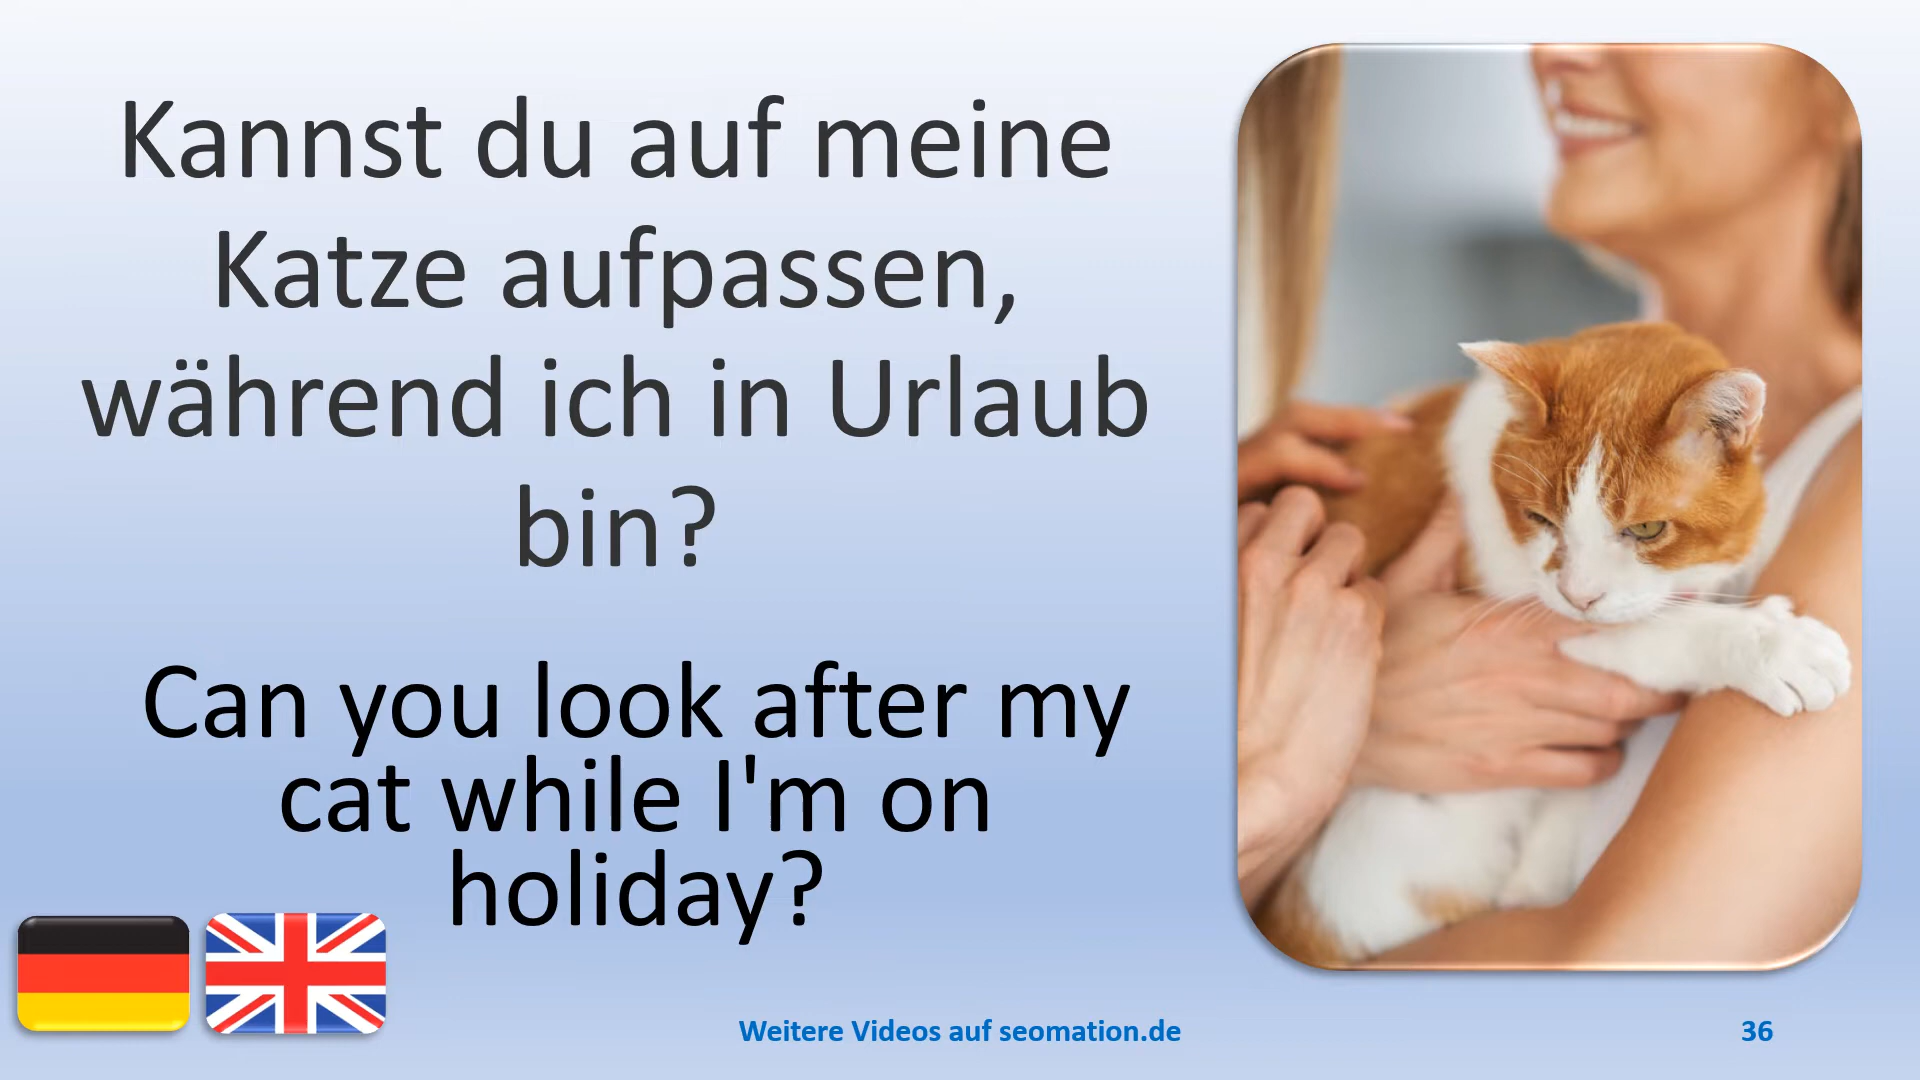 Kannst du auf meine
Katze aufpassen,
während ich in Urlaub
bin?
Can you look after my
cat while I'm on
holiday?
Weitere Videos auf seomation.de
36